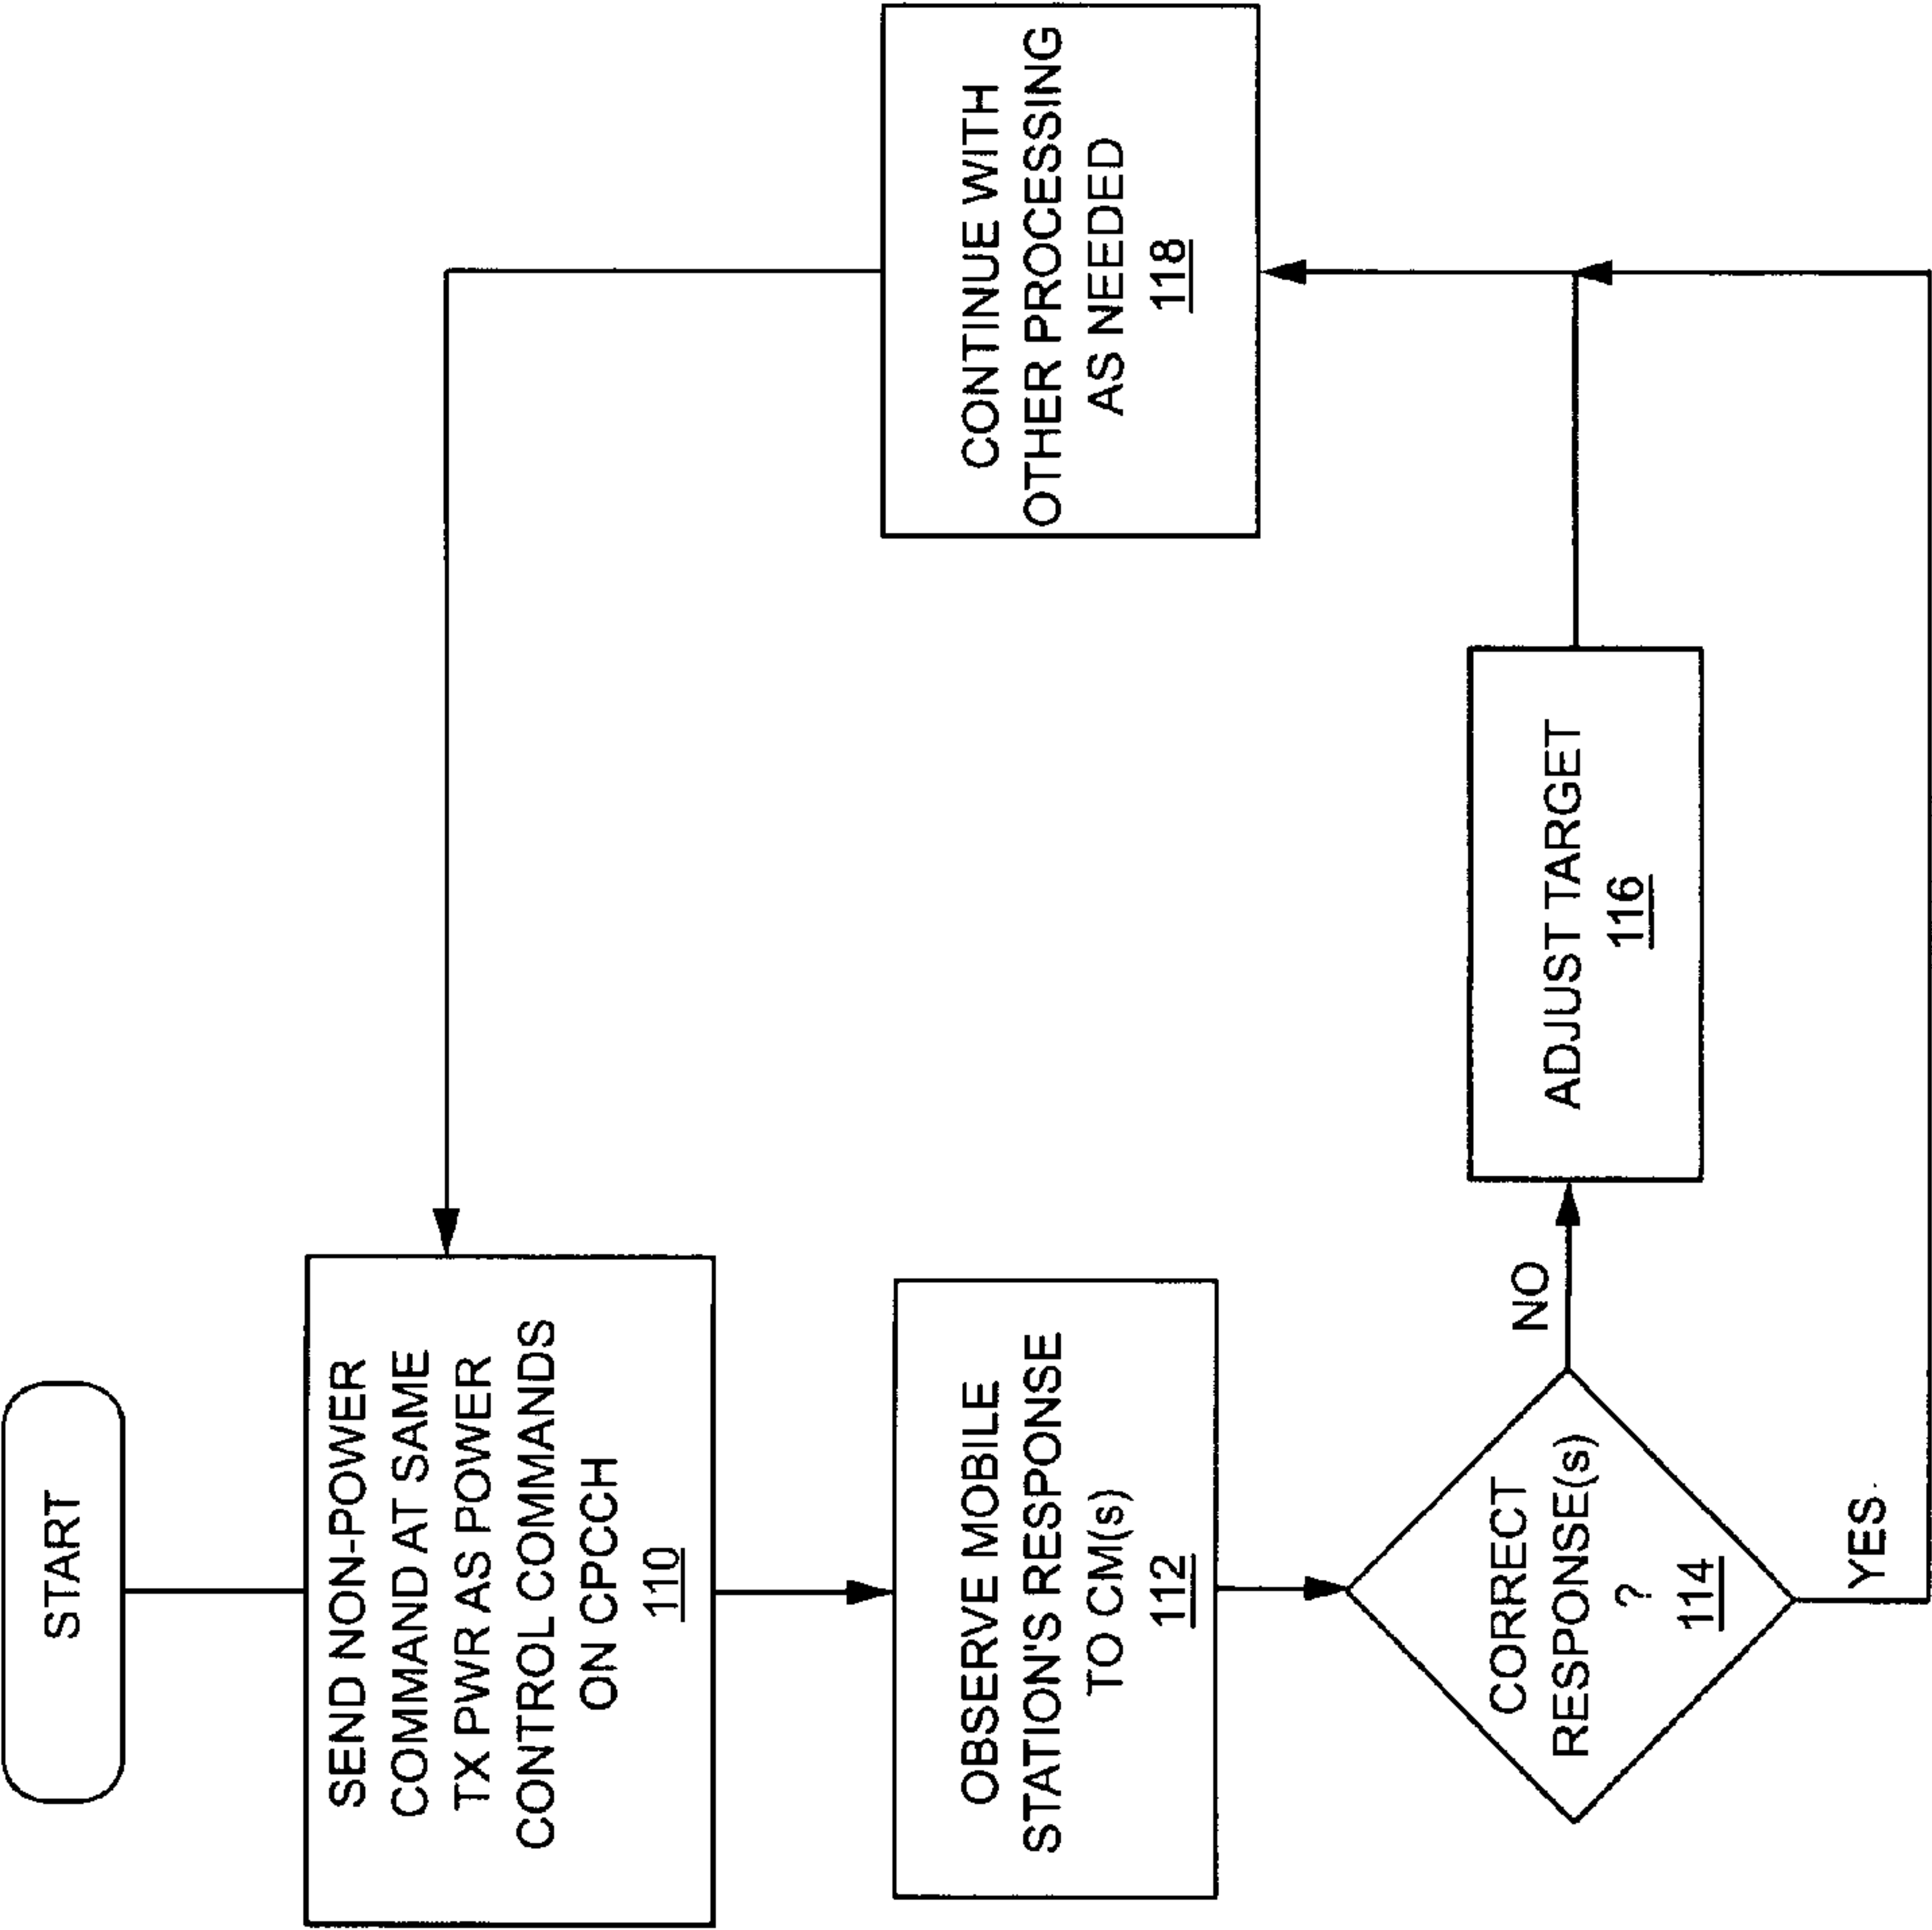 START
SEND NON-POWER
COMMAND AT SAME
TX PWR AS POWER
CONTROL COMMANDS
ON CPCCH
110
OBSERVE MOBILE
STATION'S RESPONSE
TO CM(s)
112
CORRECT
RESPONSE(s)
?
114
NO
YES
ADJUST TARGET
116
CONTINUE WITH
OTHER PROCESSING
AS NEEDED
118